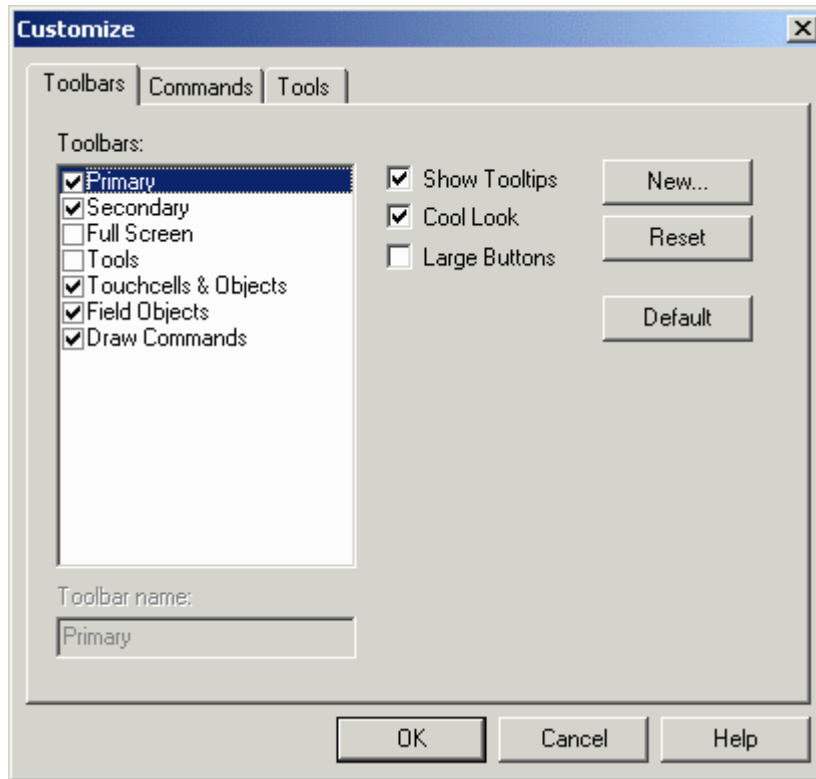 Customize
Toolbars Commands Tools
Toolbars:
Primary
Secondary
Full Screen
Tools
Touchcells & Objects
Field Objects
Draw Commands
Show Tooltips
Cool Look
Large Buttons
New...
Reset
Default
Toolbar name:
Primary
OK Cancel Help